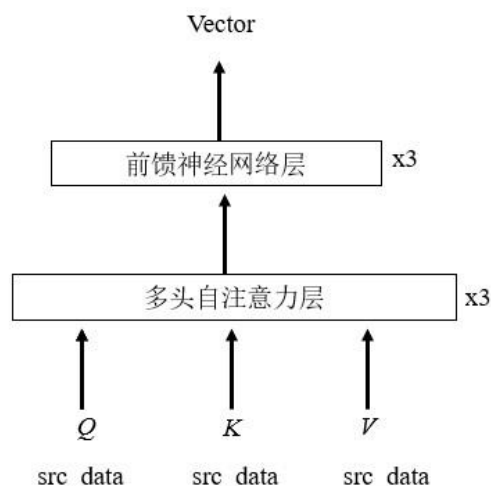 Vector
前馈神经网络层 x3
多头自注意力层 x3
Q K V
src data src data src data